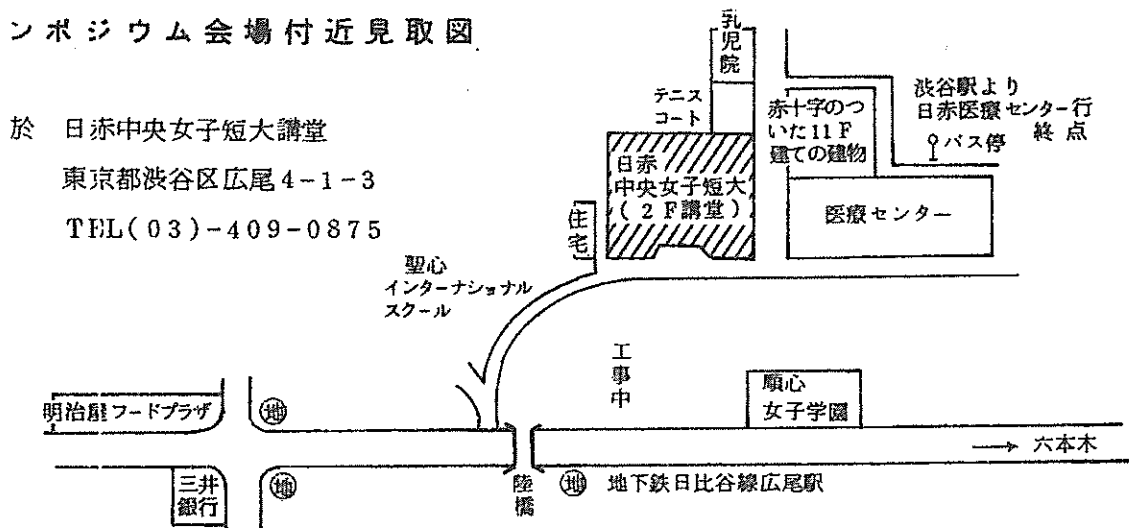 ンポジウム会場付近見取図
於 日赤中央女子短大講堂
東京都渋谷区広尾4-1-3
TEL(03)-409-0875
乳児院
テニス
コート
赤十字のつ
いた11F
建ての建物
渋谷駅より
日赤医療センター行
終点
バス停
日赤
中央女子短大
(2F講堂)
医療センター
住宅
聖心
インターナショナル
スクール
工事中
順心
女子学園
明治屋フードプラザ
地
→ 六本木
三井
銀行
地
陸橋
地 地下鉄日比谷線広尾駅